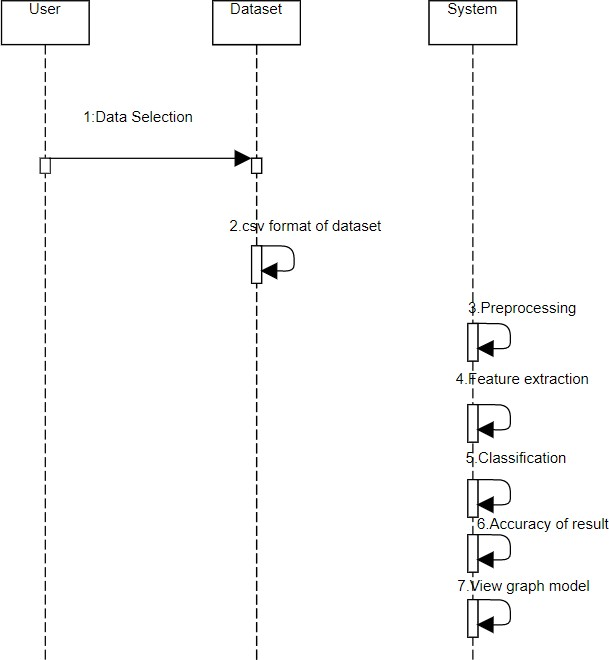 User
Dataset
System
1:Data Selection
2.csv format of dataset
3.Preprocessing
4.Feature extraction
5.Classification
6.Accuracy of result
7.View graph model